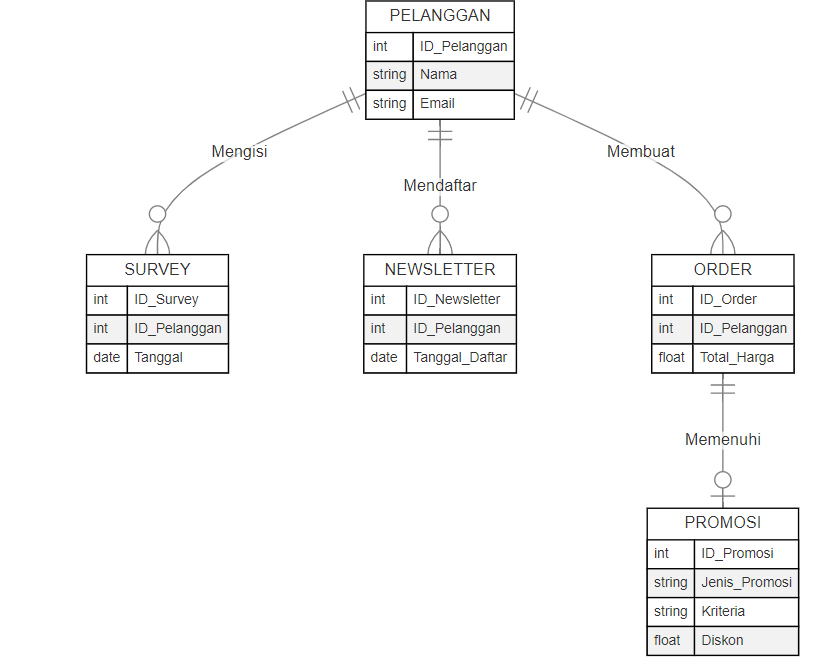 PELANGGAN
int ID_Pelanggan
string Nama
string Email
Mengisi
Mendaftar
Membuat
SURVEY
int ID_Survey
int ID_Pelanggan
date Tanggal
NEWSLETTER
int ID_Newsletter
int ID_Pelanggan
date Tanggal_Daftar
ORDER
int ID_Order
int ID_Pelanggan
float Total_Harga
Memenuhi
PROMOSI
int ID_Promosi
string Jenis_Promosi
string Kriteria
float Diskon